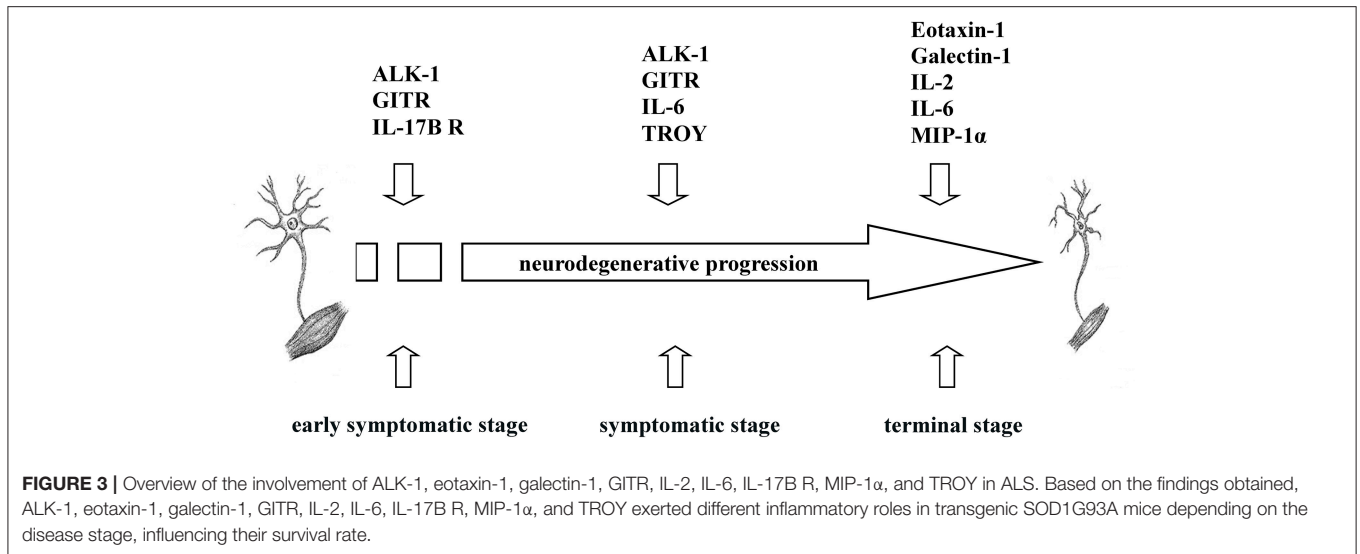 ALK-1
GITR
IL-17B R
ALK-1
GITR
IL-6
TROY
Eotaxin-1
Galectin-1
IL-2
IL-6
MIP-1α
neurodegenerative progression
early symptomatic stage
symptomatic stage
terminal stage
FIGURE 3 | Overview of the involvement of ALK-1, eotaxin-1, galectin-1, GITR, IL-2, IL-6, IL-17B R, MIP-1α, and TROY in ALS. Based on the findings obtained,
ALK-1, eotaxin-1, galectin-1, GITR, IL-2, IL-6, IL-17B R, MIP-1α, and TROY exerted different inflammatory roles in transgenic SOD1G93A mice depending on the
disease stage, influencing their survival rate.